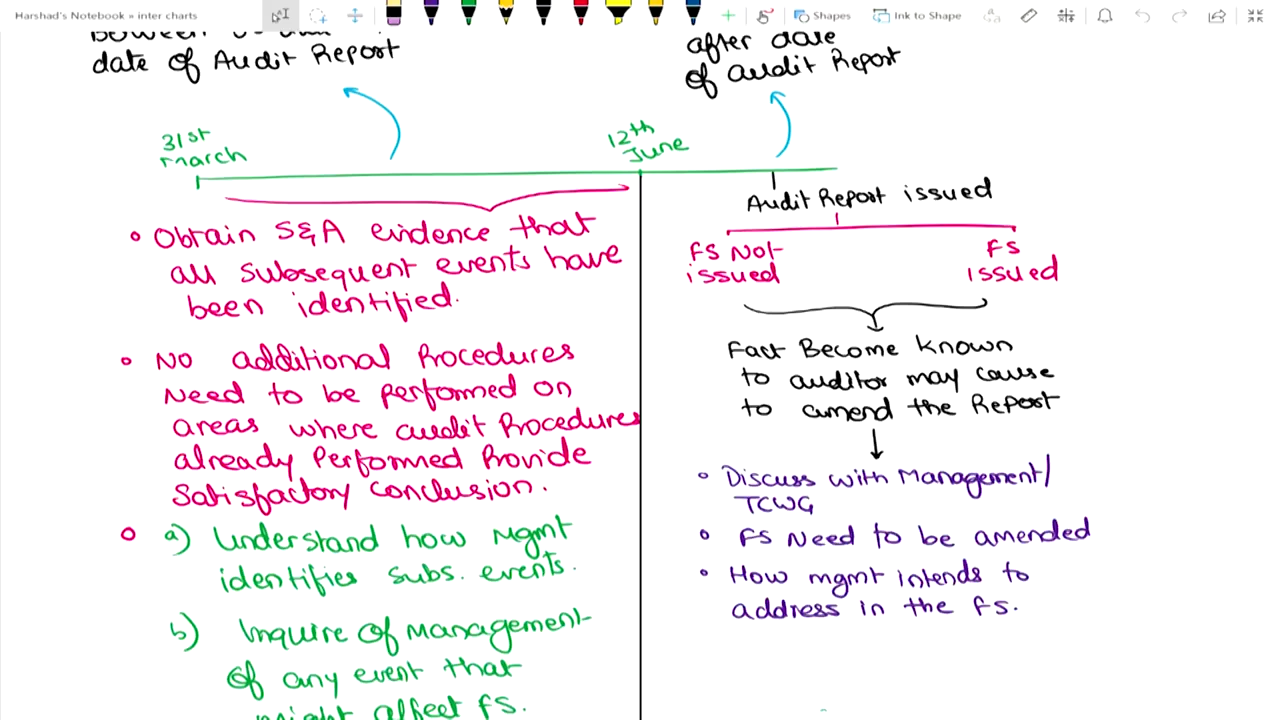 Harshad's Notebook » inter charts
Shapes
Ink to Shape
date of Audit Report
after date
of audit Report
31st
March
12th
June
Audit Report issued
• Obtain S&A evidence that
all subsequent events have
been identified.
FS Not
issued
FS
issued
• No additional Procedures
Need to be performed on
areas where audit Procedures
already Performed Provide
Satisfactory conclusion.
Fact Become known
to auditor may cause
to amend the Report
• Discuss with Management/
TCWG
• FS Need to be amended
• How mgmt intends to
address in the FS.
• a) Understand how Mgmt
identifies subs. events.
b) Inquire of management
of any event that
might affect FS.